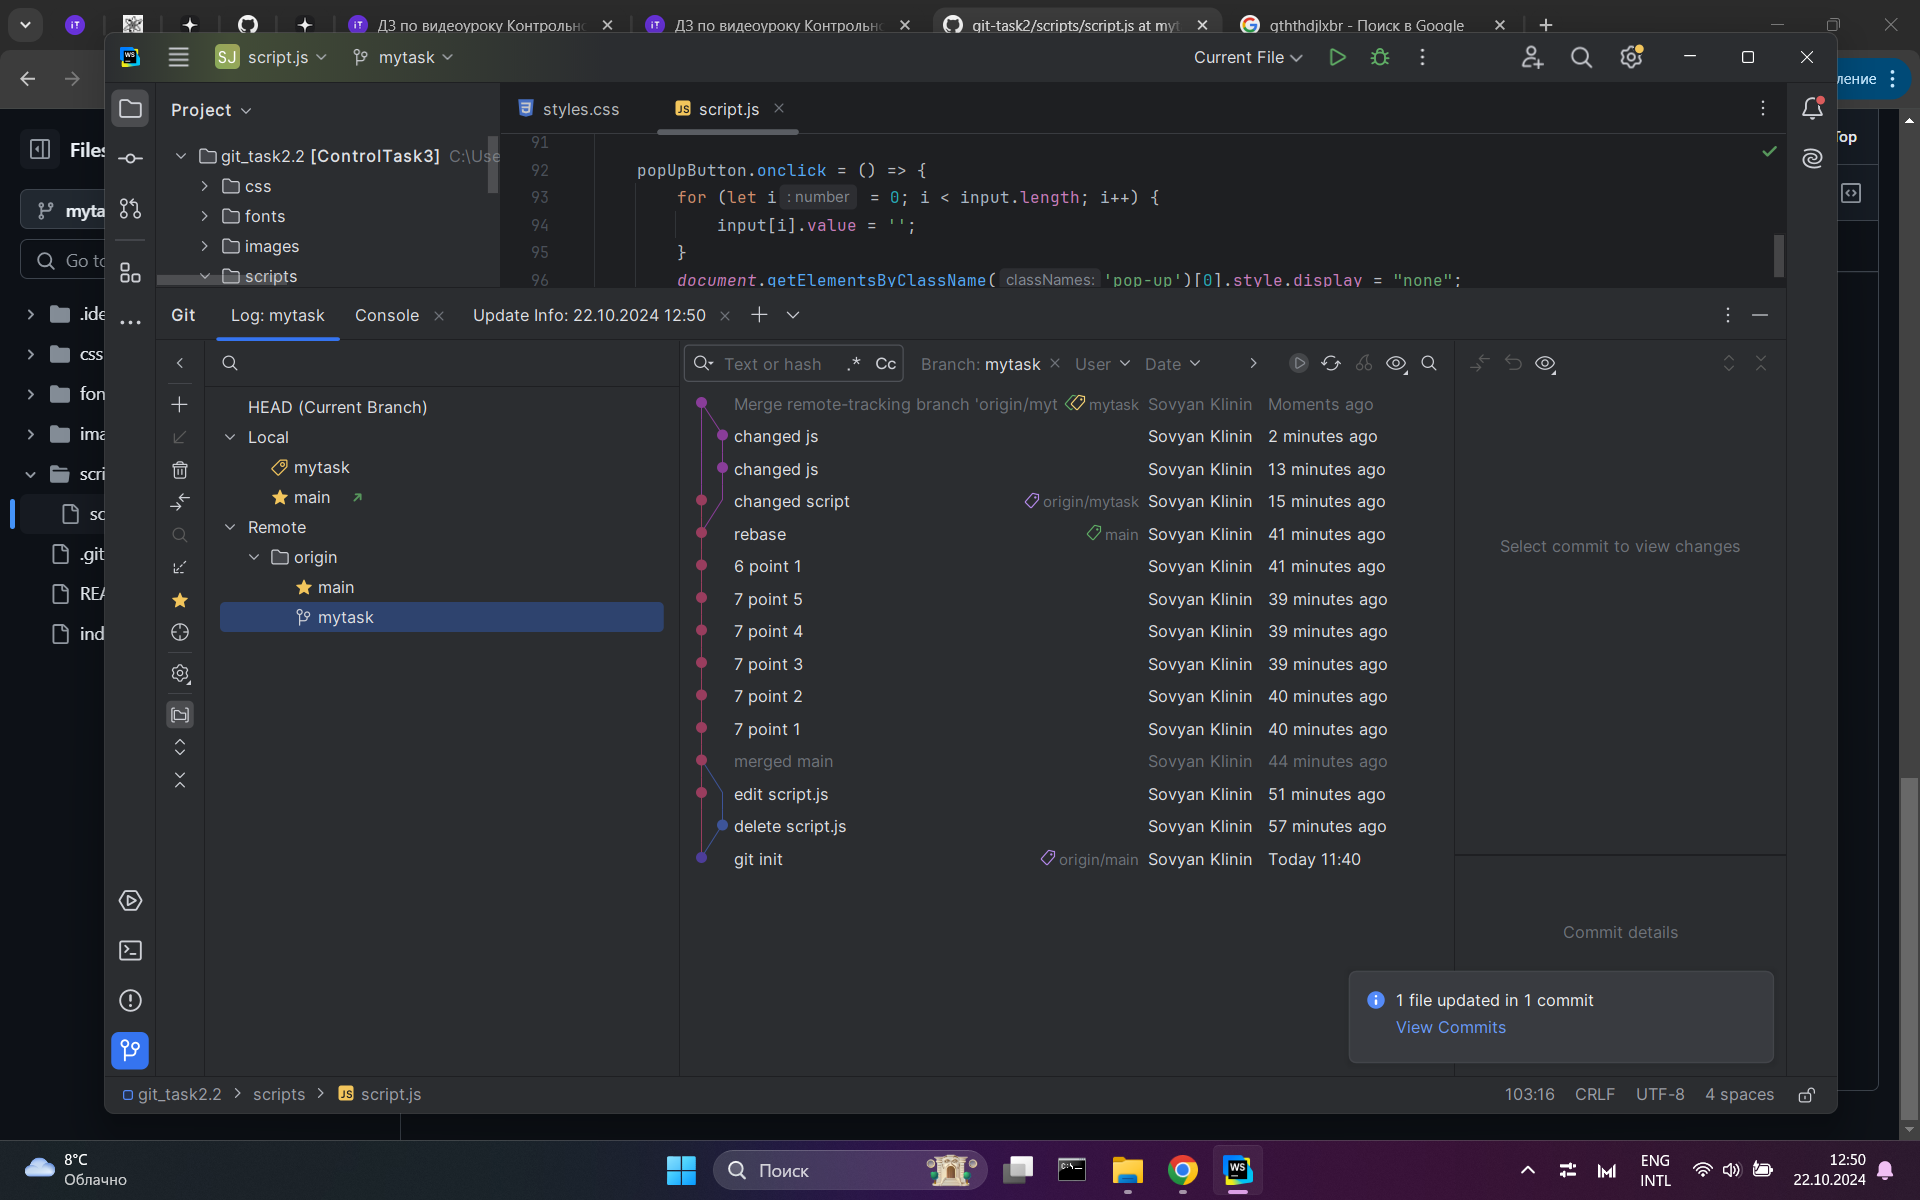 ДЗ по видеоуроку Контрольн
ДЗ по видеоуроку Контрольн
git-task2/scripts/script.js at myt
qththdjlxbr - Поиск в Google
SJ script.js
mytask
Current File
ление
Files
myta
Go to
.ide
css
fon
ima
scri
sc
.git
REA
ind
Top
Project
git_task2.2 [ControlTask3] C:\Use
css
fonts
images
scripts
styles.css
JS script.js
91
92 popUpButton.onclick = () => {
93 for (let i : number = 0; i < input.length; i++) {
94 input[i].value = '';
95 }
96 document.getElementsByClassName( classNames: 'pop-up')[0].style.display = "none";
Git
Log: mytask
Console
Update Info: 22.10.2024 12:50
Text or hash .* Cc
Branch: mytask
User
Date
HEAD (Current Branch)
Local
mytask
main
Remote
origin
main
mytask
Merge remote-tracking branch 'origin/myt mytask Sovyan Klinin Moments ago
changed js Sovyan Klinin 2 minutes ago
changed js Sovyan Klinin 13 minutes ago
changed script origin/mytask Sovyan Klinin 15 minutes ago
rebase main Sovyan Klinin 41 minutes ago
6 point 1 Sovyan Klinin 41 minutes ago
7 point 5 Sovyan Klinin 39 minutes ago
7 point 4 Sovyan Klinin 39 minutes ago
7 point 3 Sovyan Klinin 39 minutes ago
7 point 2 Sovyan Klinin 40 minutes ago
7 point 1 Sovyan Klinin 40 minutes ago
merged main Sovyan Klinin 44 minutes ago
edit script.js Sovyan Klinin 51 minutes ago
delete script.js Sovyan Klinin 57 minutes ago
git init origin/main Sovyan Klinin Today 11:40
Select commit to view changes
Commit details
1 file updated in 1 commit
View Commits
git_task2.2 > scripts > JS script.js
103:16 CRLF UTF-8 4 spaces
8°C
Облачно
Поиск
WS
ENG
INTL
12:50
22.10.2024